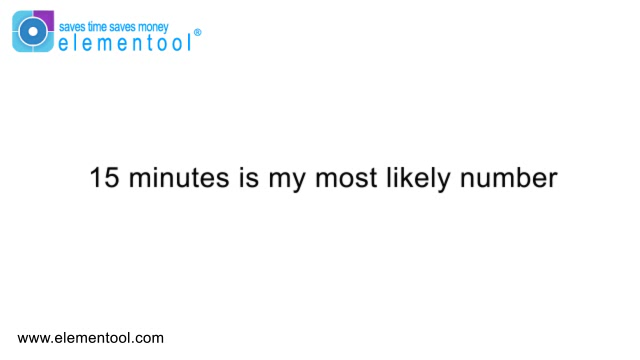 saves time saves money
elementool®
15 minutes is my most likely number
www.elementool.com